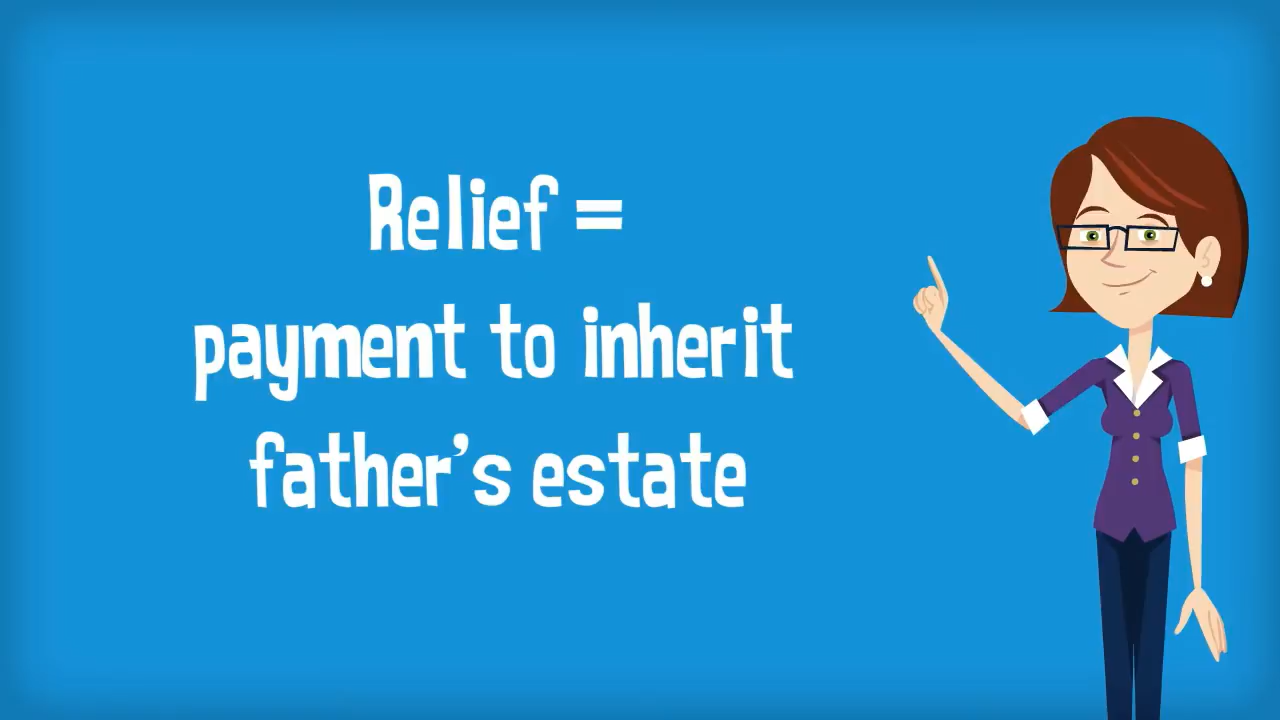 Relief =
payment to inherit
father's estate